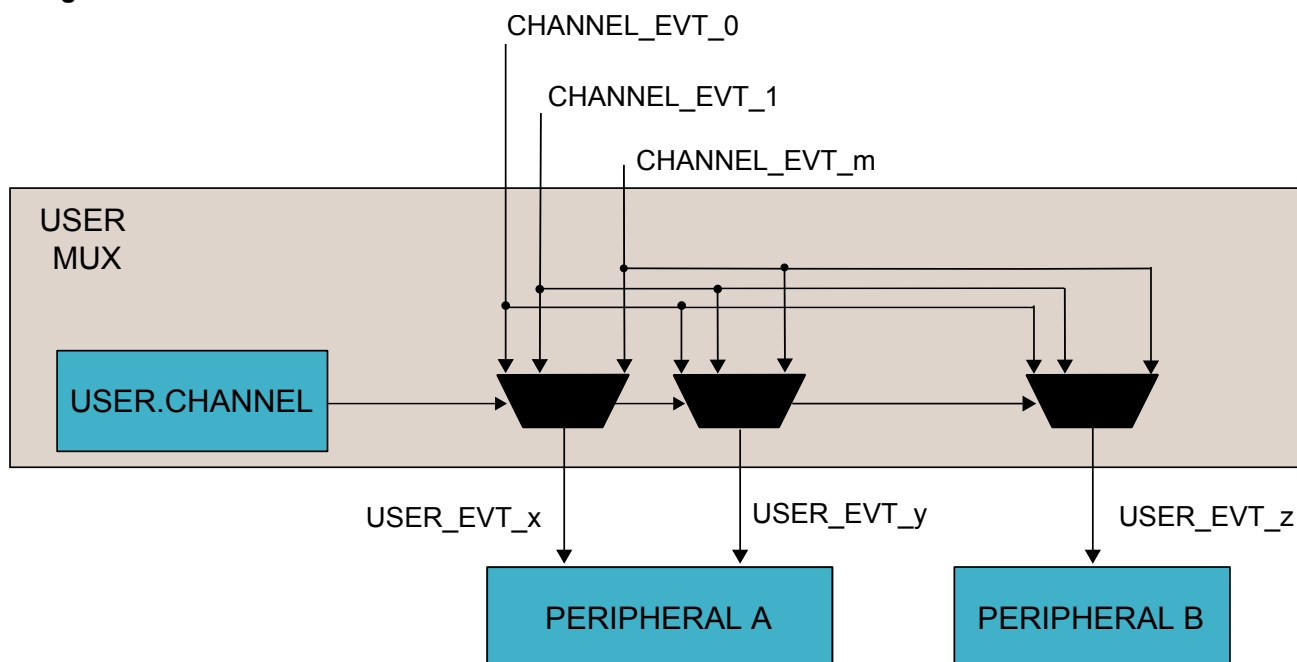 CHANNEL_EVT_0
CHANNEL_EVT_1
CHANNEL_EVT_m
USER
MUX
USER.CHANNEL
USER_EVT_x
USER_EVT_y
USER_EVT_z
PERIPHERAL A
PERIPHERAL B